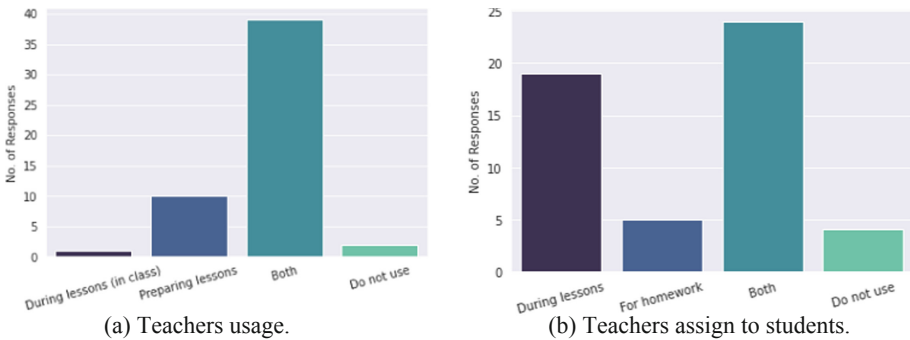 40
35
30
25
20
15
10
5
0
No. of Responses
During lessons (in class)
Preparing lessons
Both
Do not use
(a) Teachers usage.
25
20
15
10
5
0
No. of Responses
During lessons
For homework
Both
Do not use
(b) Teachers assign to students.